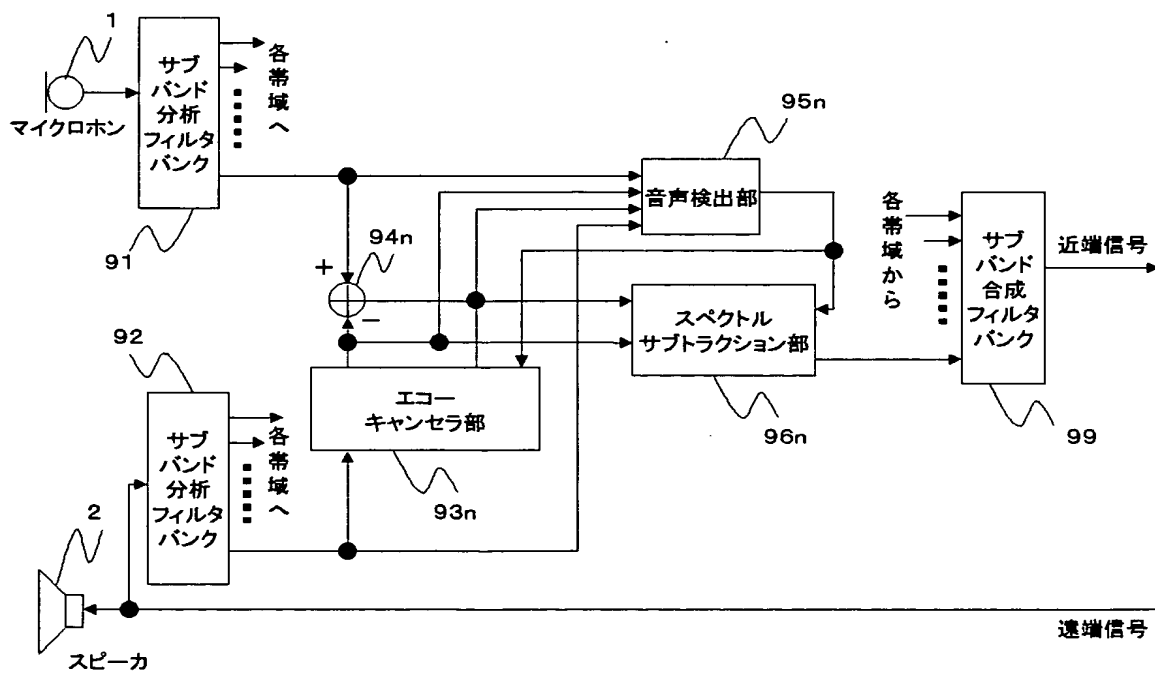 1
マイクロホン
サブ
バンド
分析
フィルタ
バンク
91
各帯域へ
95n
音声検出部
94n
+
-
各帯域から
サブ
バンド
合成
フィルタ
バンク
99
近端信号
スペクトル
サブトラクション部
96n
92
サブ
バンド
分析
フィルタ
バンク
各帯域へ
エコー
キャンセラ部
93n
2
スピーカ
遠端信号